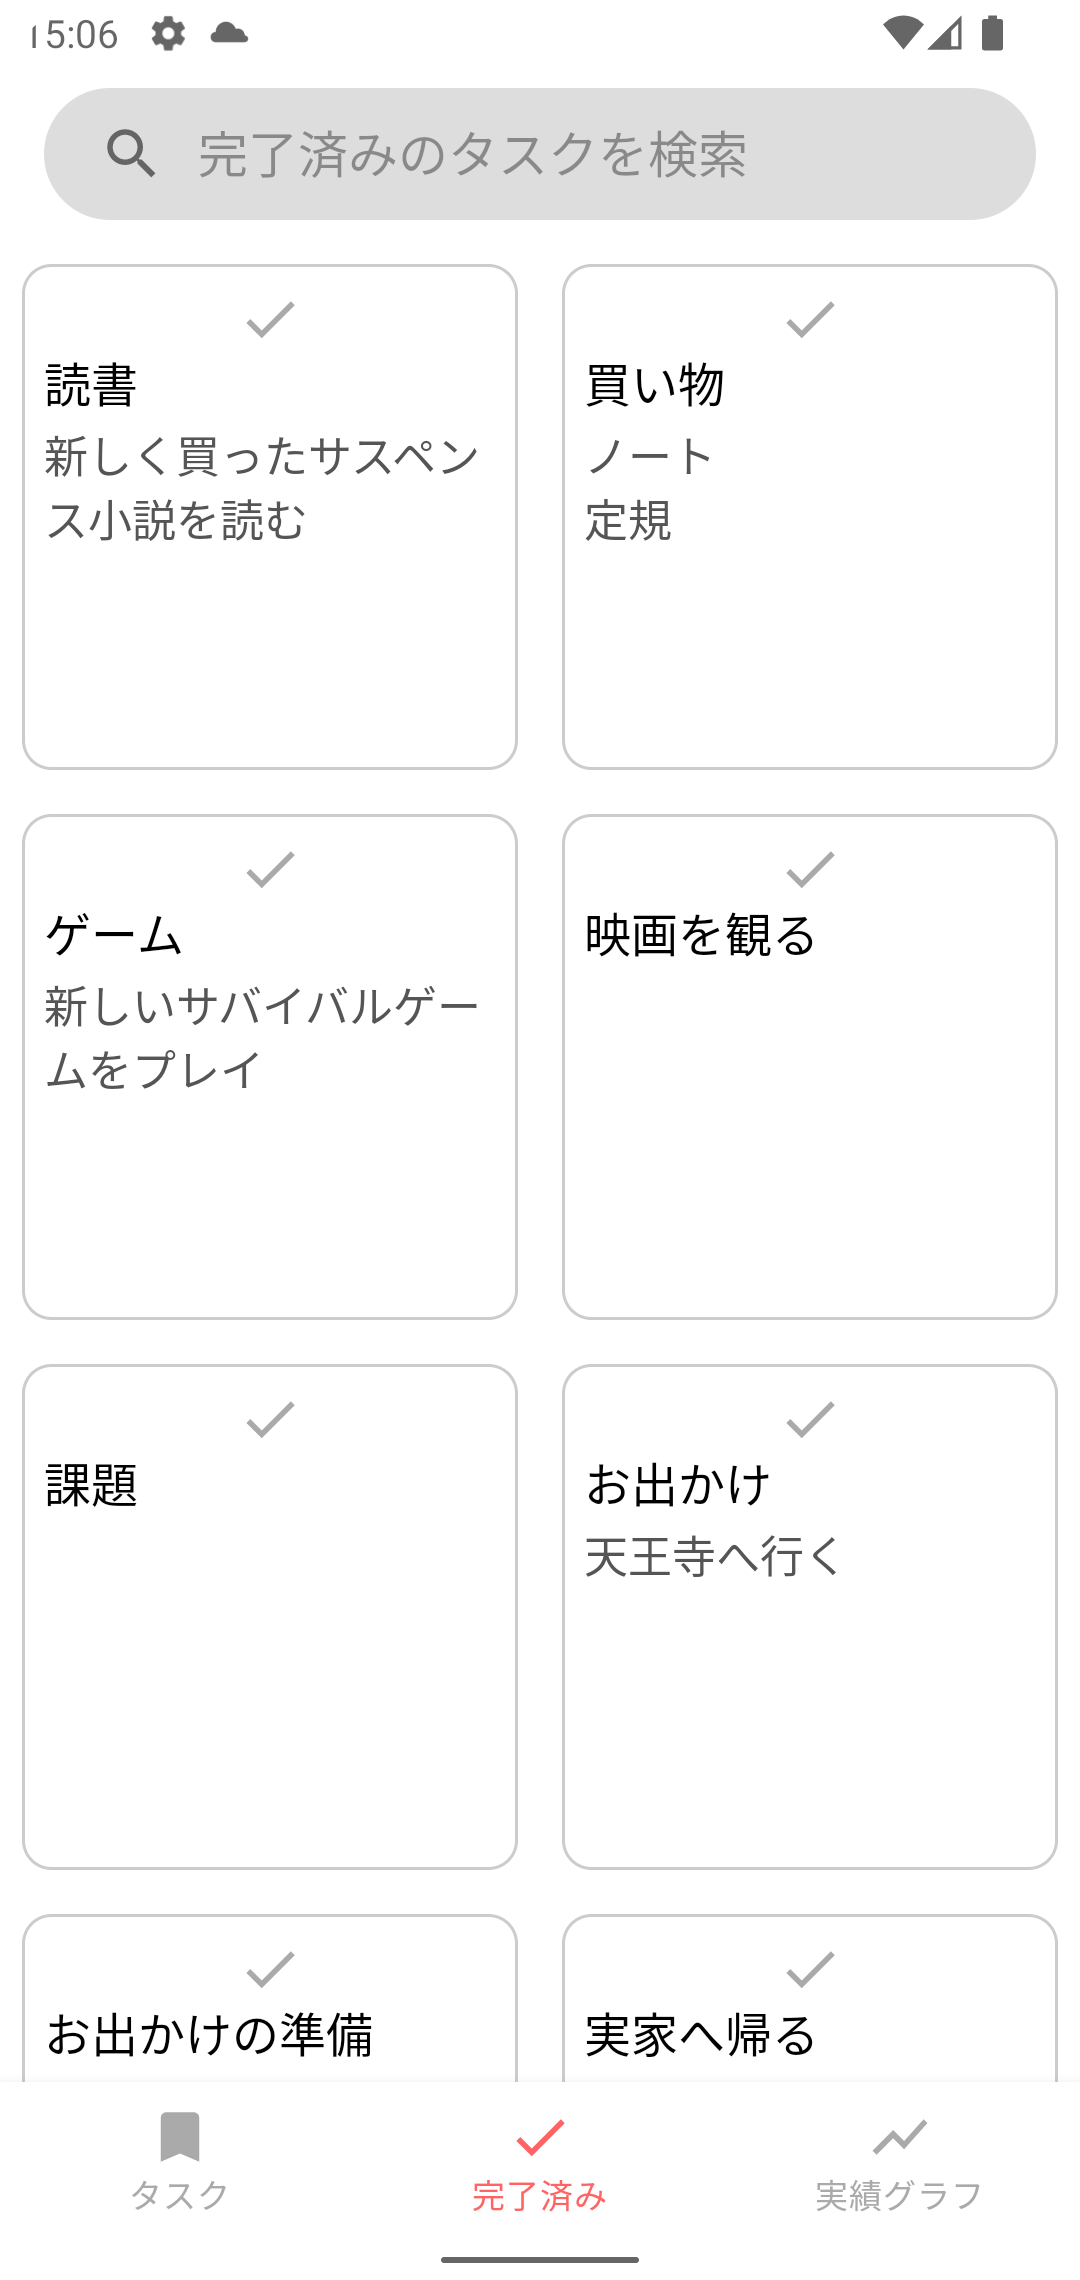 15:06
完了済みのタスクを検索
読書
新しく買ったサスペン
ス小説を読む
買い物
ノート
定規
ゲーム
新しいサバイバルゲー
ムをプレイ
映画を観る
課題
お出かけ
天王寺へ行く
お出かけの準備
実家へ帰る
タスク
完了済み
実績グラフ